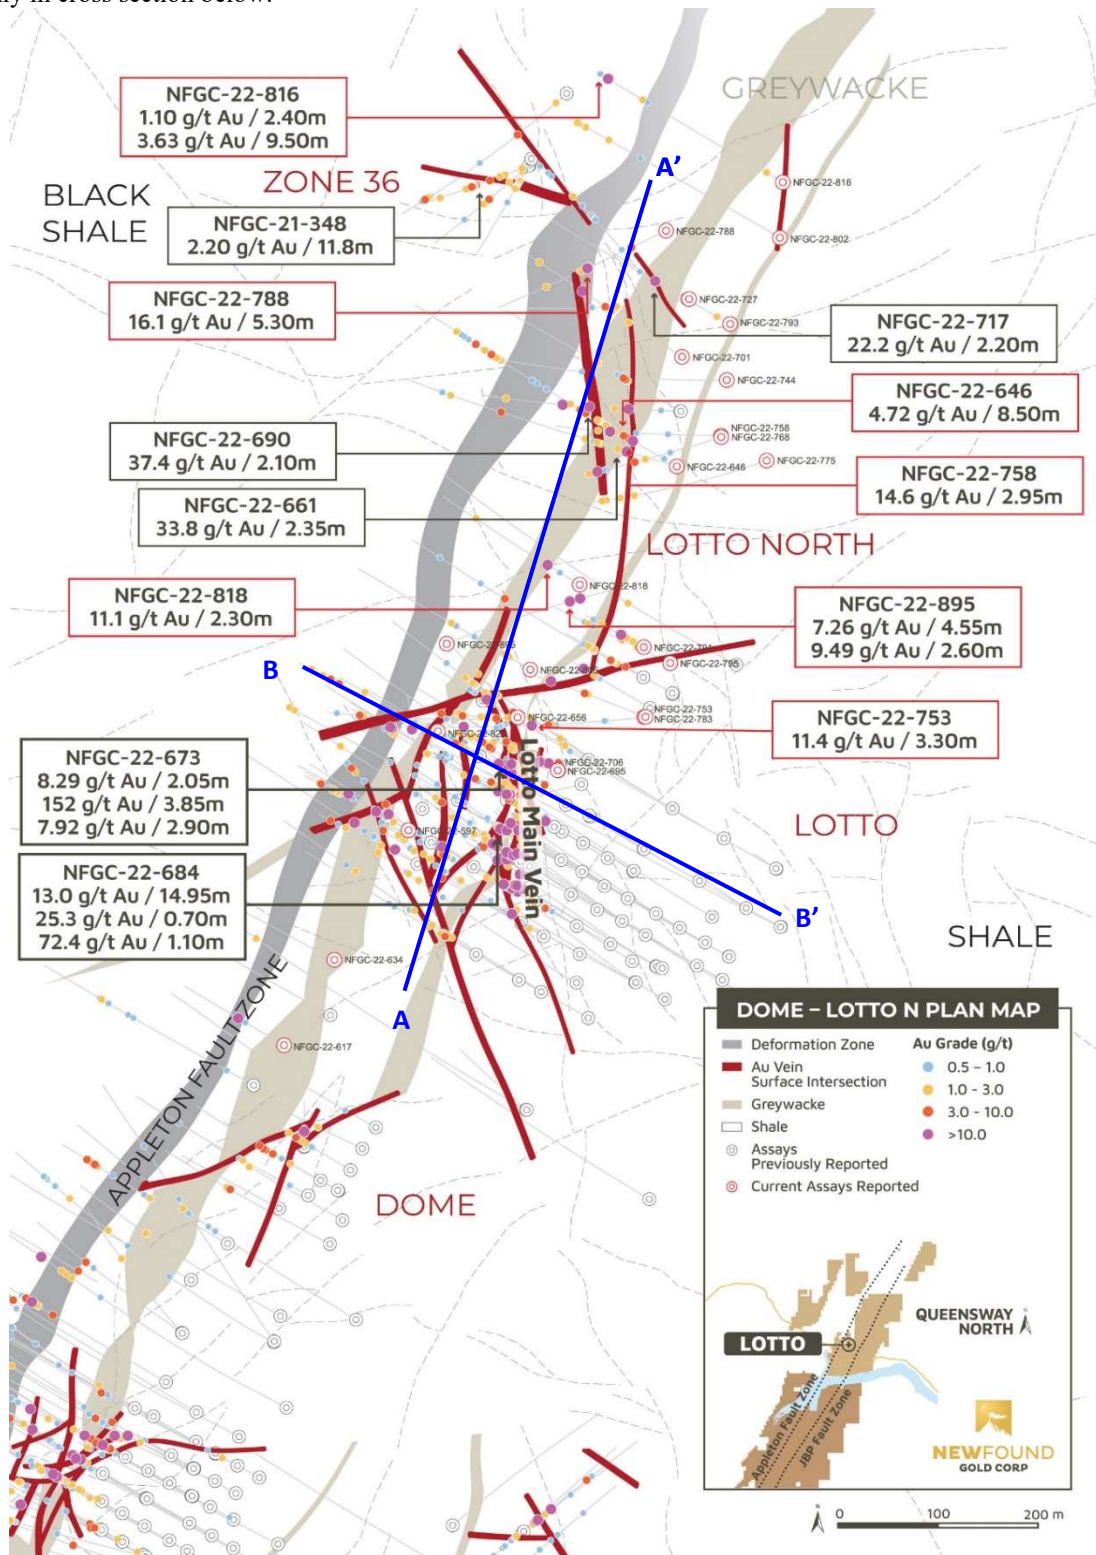 NFGC-22-816
1.10 g/t Au / 2.40m
3.63 g/t Au / 9.50m
GREYWACKE
BLACK
SHALE
ZONE 36
A’
NFGC-22-816
NFGC-21-348
2.20 g/t Au / 11.8m
NFGC-22-788
NFGC-22-802
NFGC-22-788
16.1 g/t Au / 5.30m
NFGC-22-727
NFGC-22-793
NFGC-22-717
22.2 g/t Au / 2.20m
NFGC-22-701
NFGC-22-744
NFGC-22-646
4.72 g/t Au / 8.50m
NFGC-22-690
37.4 g/t Au / 2.10m
NFGC-22-758
NFGC-22-768
NFGC-22-775
NFGC-22-646
NFGC-22-758
14.6 g/t Au / 2.95m
NFGC-22-661
33.8 g/t Au / 2.35m
LOTTO NORTH
NFGC-22-818
11.1 g/t Au / 2.30m
NFGC-22-818
NFGC-22-895
7.26 g/t Au / 4.55m
9.49 g/t Au / 2.60m
B
NFGC-22-795
NFGC-22-753
NFGC-22-783
NFGC-22-656
NFGC-22-753
11.4 g/t Au / 3.30m
NFGC-22-673
8.29 g/t Au / 2.05m
152 g/t Au / 3.85m
7.92 g/t Au / 2.90m
NFGC-22-706
NFGC-22-695
Lotto Main Vein
LOTTO
NFGC-22-597
NFGC-22-684
13.0 g/t Au / 14.95m
25.3 g/t Au / 0.70m
72.4 g/t Au / 1.10m
B’
SHALE
NFGC-22-634
A
NFGC-22-617
APPLETON FAULT ZONE
DOME
DOME – LOTTO N PLAN MAP
Deformation Zone
Au Vein
Surface Intersection
Greywacke
Shale
Assays
Previously Reported
Current Assays Reported
Au Grade (g/t)
0.5 – 1.0
1.0 - 3.0
3.0 - 10.0
>10.0
QUEENSWAY
NORTH
N
LOTTO
Appleton Fault Zone
JBP Fault Zone
NEWFOUND
GOLD CORP
N
0 100 200 m